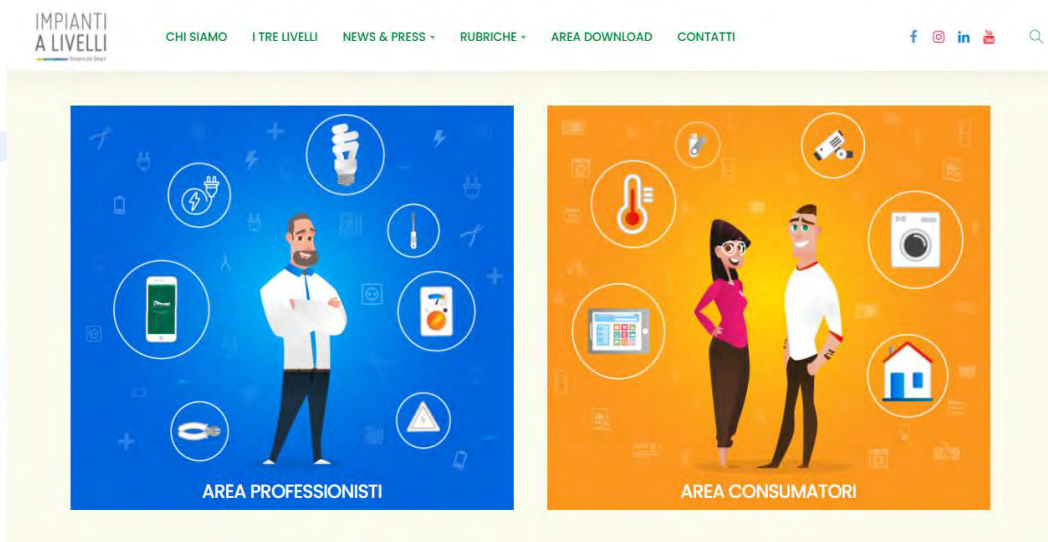 IMPIANTI
A LIVELLI
CHI SIAMO I TRE LIVELLI NEWS & PRESS RUBRICHE AREA DOWNLOAD CONTATTI
AREA PROFESSIONISTI
AREA CONSUMATORI